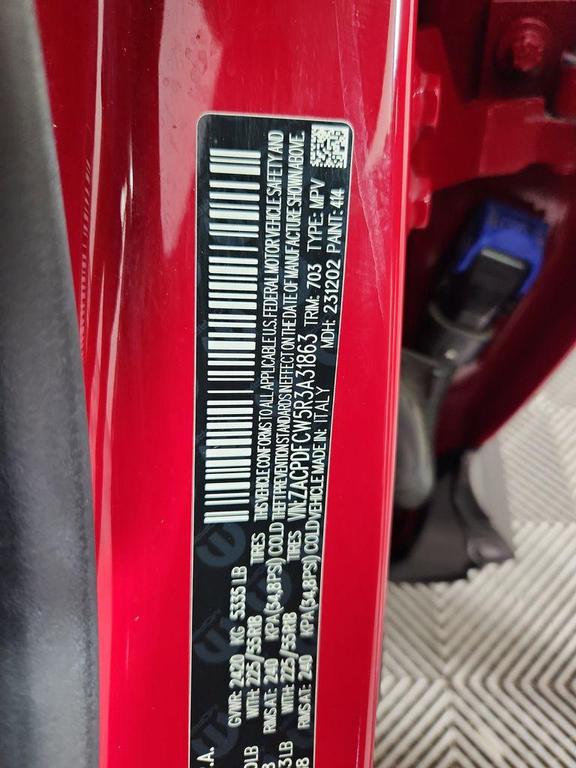 THIS VEHICLE CONFORMS TO ALL APPLICABLE U.S. FEDERAL MOTOR VEHICLE SAFETY AND
THEFT PREVENTION STANDARDS IN EFFECT ON THE DATE OF MANUFACTURE SHOWN ABOVE.
VIN: ZACPDFCW5R3A31863 TRIM: 703 TYPE: MPV
VEHICLE MADE IN: ITALY MDH: 231202 PAINT: 414
GVWR: 2420 KG 5335 LB
WITH: 225/55R18 TIRES
RIMS AT: 240 KPA(34.8PSI) COLD
WITH: 225/55R18 TIRES
RIMS AT: 240 KPA(34.8PSI) COLD
.A.
LB
LB